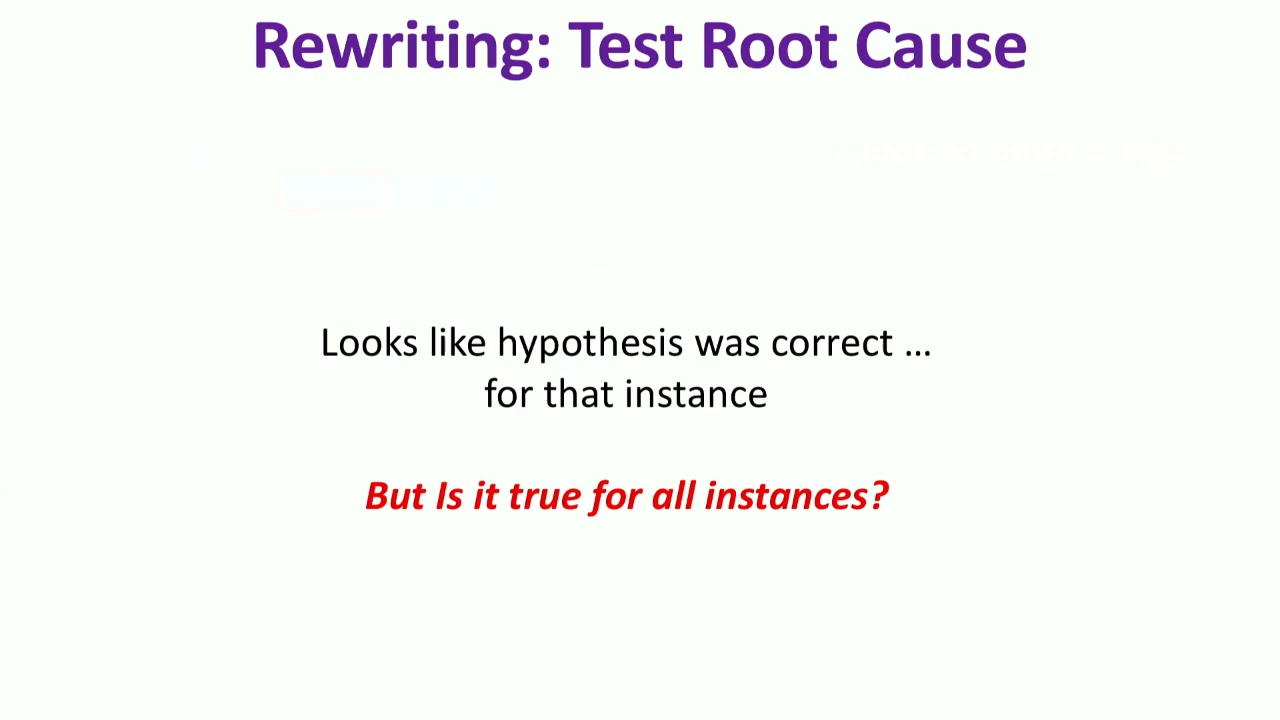 Rewriting: Test Root Cause
Looks like hypothesis was correct …
for that instance
But Is it true for all instances?